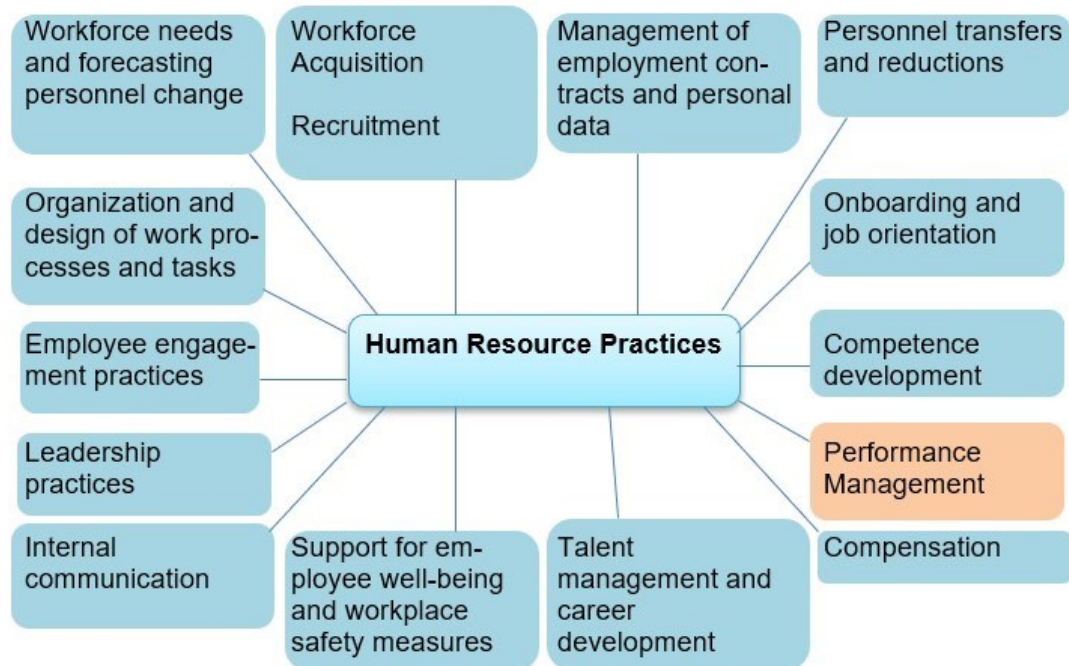 Workforce needs
and forecasting
personnel change
Workforce
Acquisition
Recruitment
Management of
employment con-
tracts and personal
data
Personnel transfers
and reductions
Organization and
design of work pro-
cesses and tasks
Onboarding and
job orientation
Human Resource Practices
Employee engage-
ment practices
Competence
development
Leadership
practices
Performance
Management
Internal
communication
Support for em-
ployee well-being
and workplace
safety measures
Talent
management and
career
development
Compensation